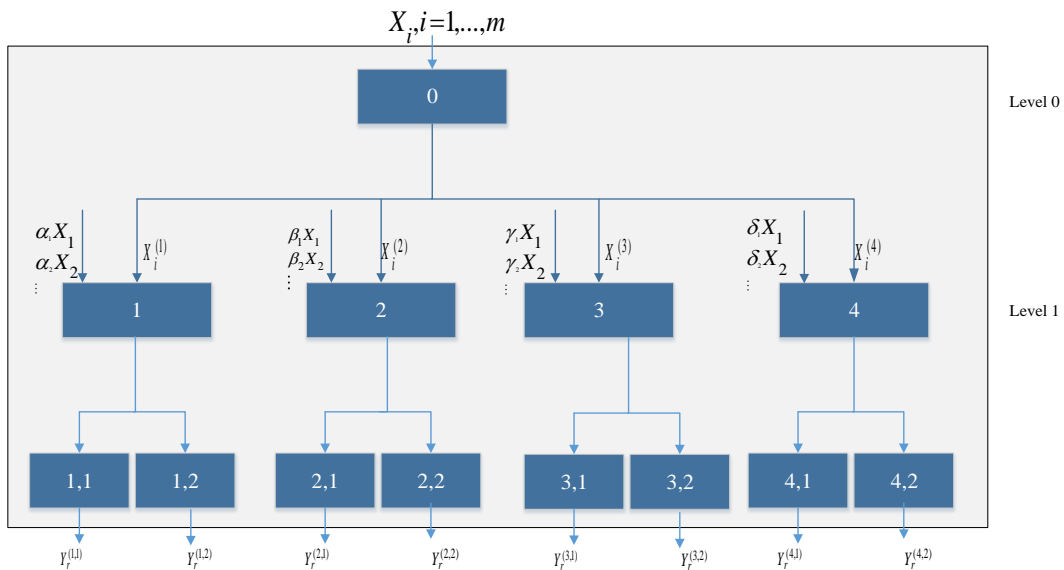 X_i, i=1,...,m
0
Level 0
α₁X₁
α₂X₂
⋮
X_i^(1)
β₁X₁
β₂X₂
⋮
X_i^(2)
γ₁X₁
γ₂X₂
⋮
X_i^(3)
δ₁X₁
δ₂X₂
⋮
X_i^(4)
1
2
3
4
Level 1
1,1
1,2
2,1
2,2
3,1
3,2
4,1
4,2
Y_r^(1,1)
Y_r^(1,2)
Y_r^(2,1)
Y_r^(2,2)
Y_r^(3,1)
Y_r^(3,2)
Y_r^(4,1)
Y_r^(4,2)